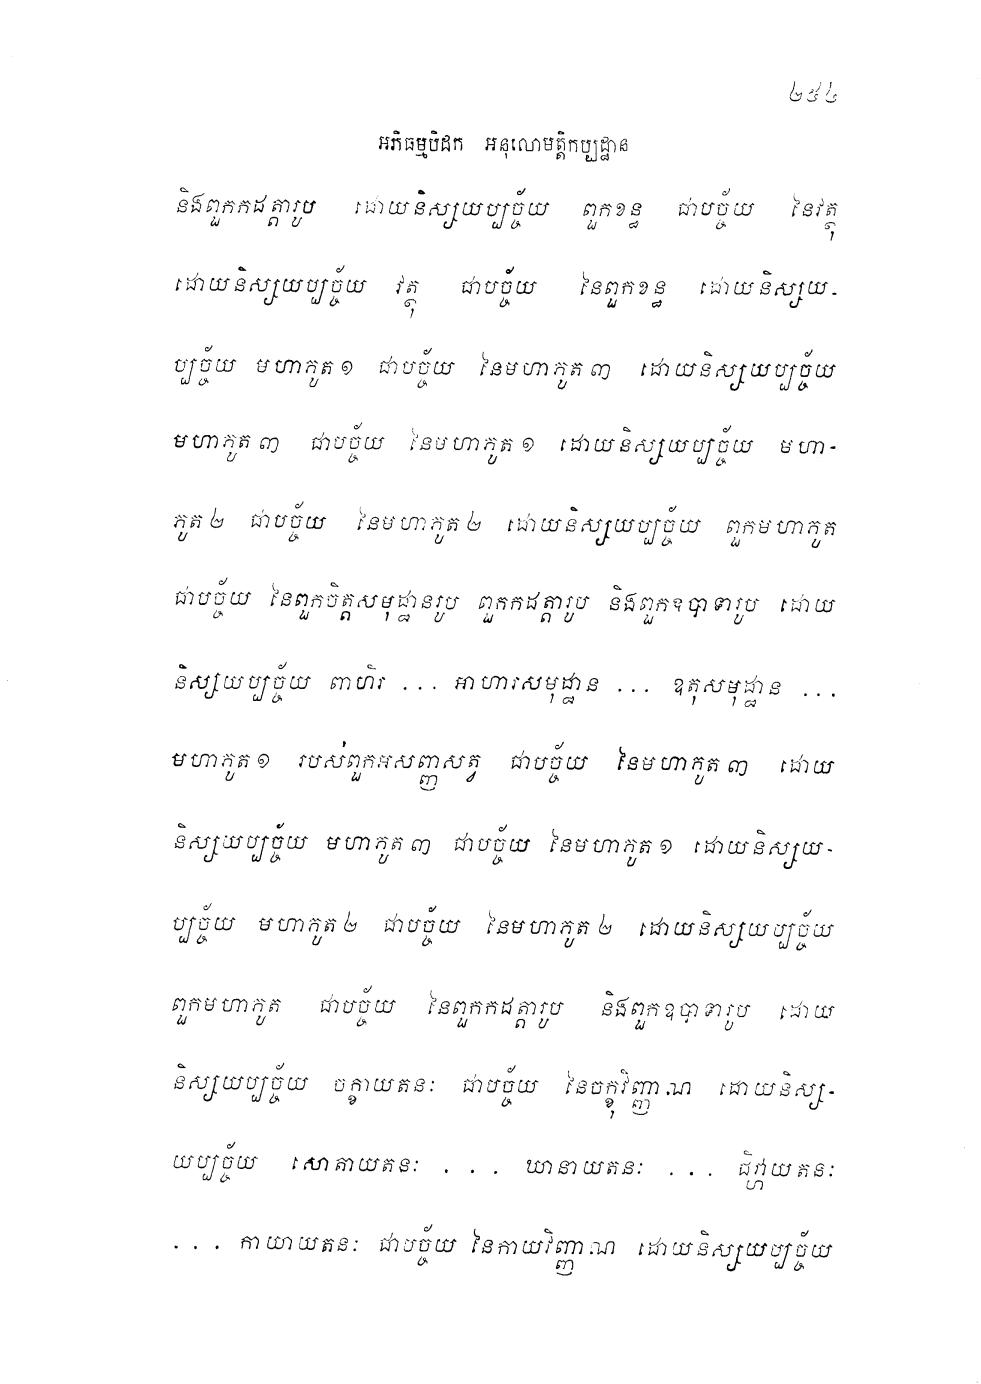 ២៥៤
អភិធម្មបិដក អនុលោមត្តិកប្បដ្ឋាន
និងពួកកដត្តារូប ដោយនិស្សយប្បច្ច័យ ពួកខន្ធ ជាបច្ច័យ នៃវត្ថុ
ដោយនិស្សយប្បច្ច័យ វត្ថុ ជាបច្ច័យ នៃពួកខន្ធ ដោយនិស្សយ-
ប្បច្ច័យ មហាភូត១ ជាបច្ច័យ នៃមហាភូត៣ ដោយនិស្សយប្បច្ច័យ
មហាភូត៣ ជាបច្ច័យ នៃមហាភូត១ ដោយនិស្សយប្បច្ច័យ មហា-
ភូត២ ជាបច្ច័យ នៃមហាភូត២ ដោយនិស្សយប្បច្ច័យ ពួកមហាភូត
ជាបច្ច័យ នៃពួកចិត្តសមុដ្ឋានរូប ពួកកដត្តារូប និងពួកឧបាទារូប ដោយ
និស្សយប្បច្ច័យ ពាហិរ ... អាហារសមុដ្ឋាន ... ឧតុសមុដ្ឋាន ...
មហាភូត១ របស់ពួកអសញ្ញសត្វ ជាបច្ច័យ នៃមហាភូត៣ ដោយ
និស្សយប្បច្ច័យ មហាភូត៣ ជាបច្ច័យ នៃមហាភូត១ ដោយនិស្សយ-
ប្បច្ច័យ មហាភូត២ ជាបច្ច័យ នៃមហាភូត២ ដោយនិស្សយប្បច្ច័យ
ពួកមហាភូត ជាបច្ច័យ នៃពួកកដត្តារូប និងពួកឧបាទារូប ដោយ
និស្សយប្បច្ច័យ ចក្ខាយតនៈ ជាបច្ច័យ នៃចក្ខុវិញ្ញាណ ដោយនិស្ស-
យប្បច្ច័យ សោតាយតនៈ ... ឃានាយតនៈ ... ជិវ្ហាយតនៈ
... កាយាយតនៈ ជាបច្ច័យ នៃកាយវិញ្ញាណ ដោយនិស្សយប្បច្ច័យ